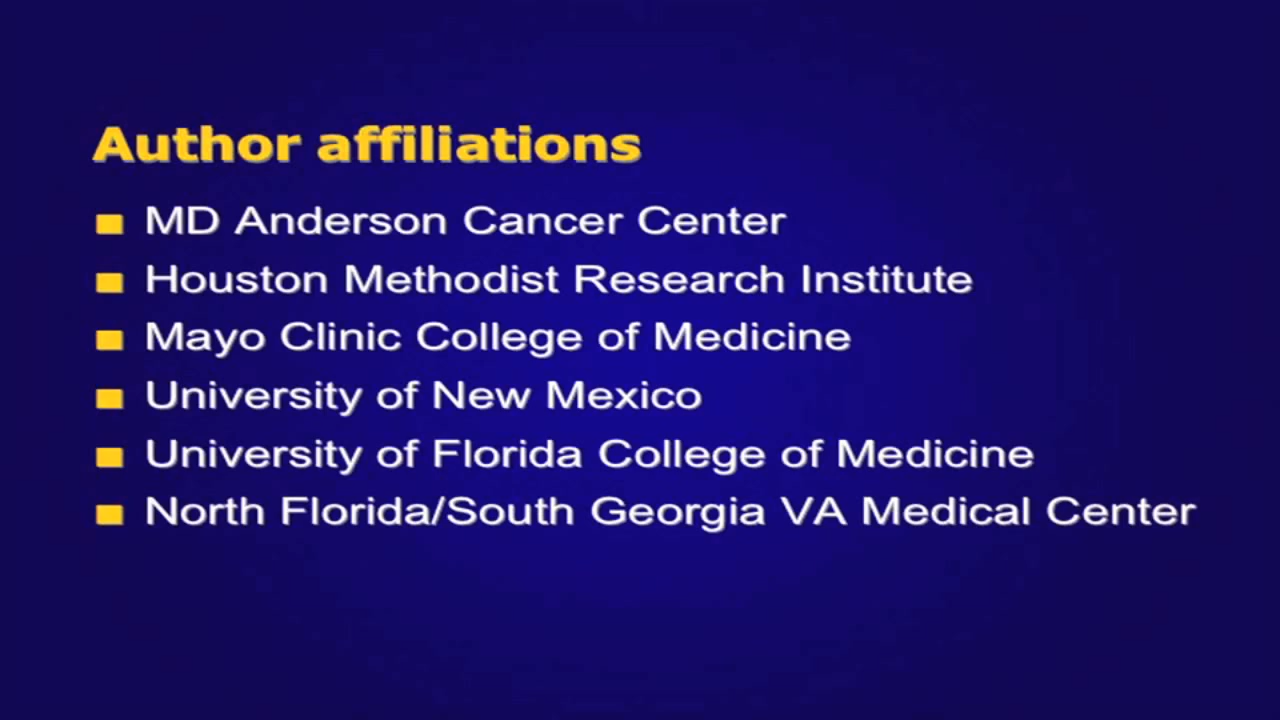 Author affiliations
MD Anderson Cancer Center
Houston Methodist Research Institute
Mayo Clinic College of Medicine
University of New Mexico
University of Florida College of Medicine
North Florida/South Georgia VA Medical Center